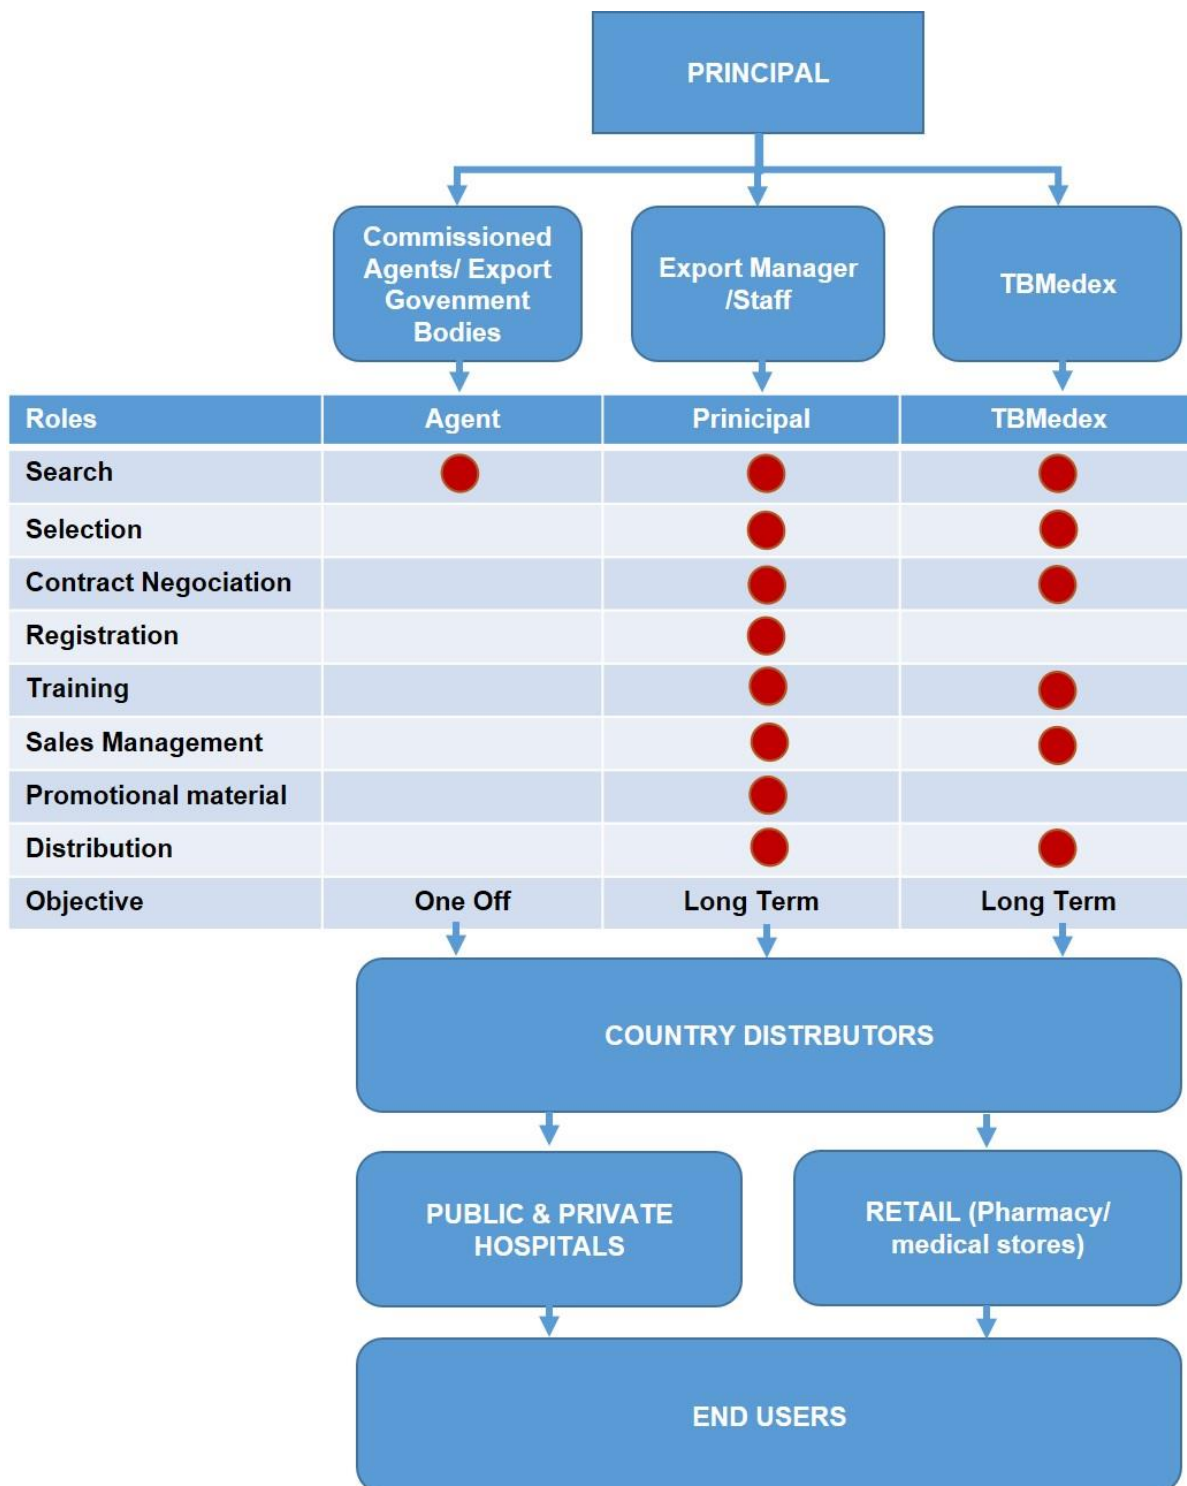 PRINCIPAL
Commissioned
Agents/ Export
Govenment
Bodies
Export Manager
/Staff
TBMedex
Roles Agent Prinicipal TBMedex
Search
Selection
Contract Negociation
Registration
Training
Sales Management
Promotional material
Distribution
Objective One Off Long Term Long Term
COUNTRY DISTRBUTORS
PUBLIC & PRIVATE
HOSPITALS
RETAIL (Pharmacy/
medical stores)
END USERS